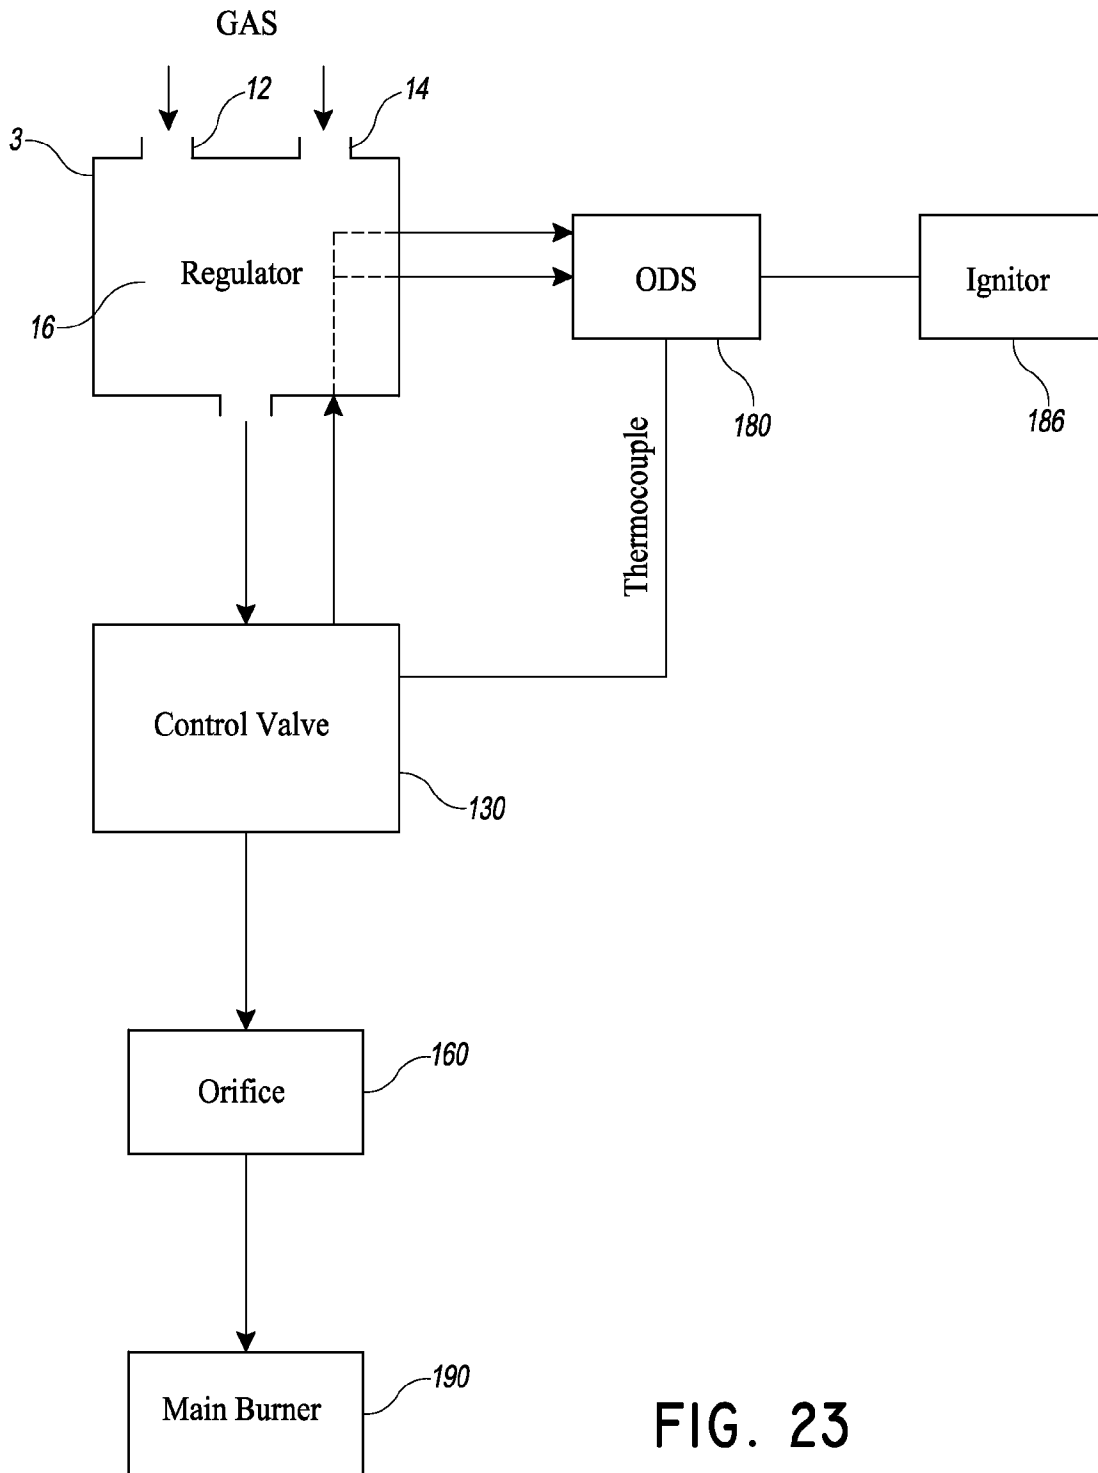 GAS
12
14
3
Regulator
16
ODS
180
Ignitor
186
Thermocouple
Control Valve
130
Orifice
160
Main Burner
190
FIG. 23